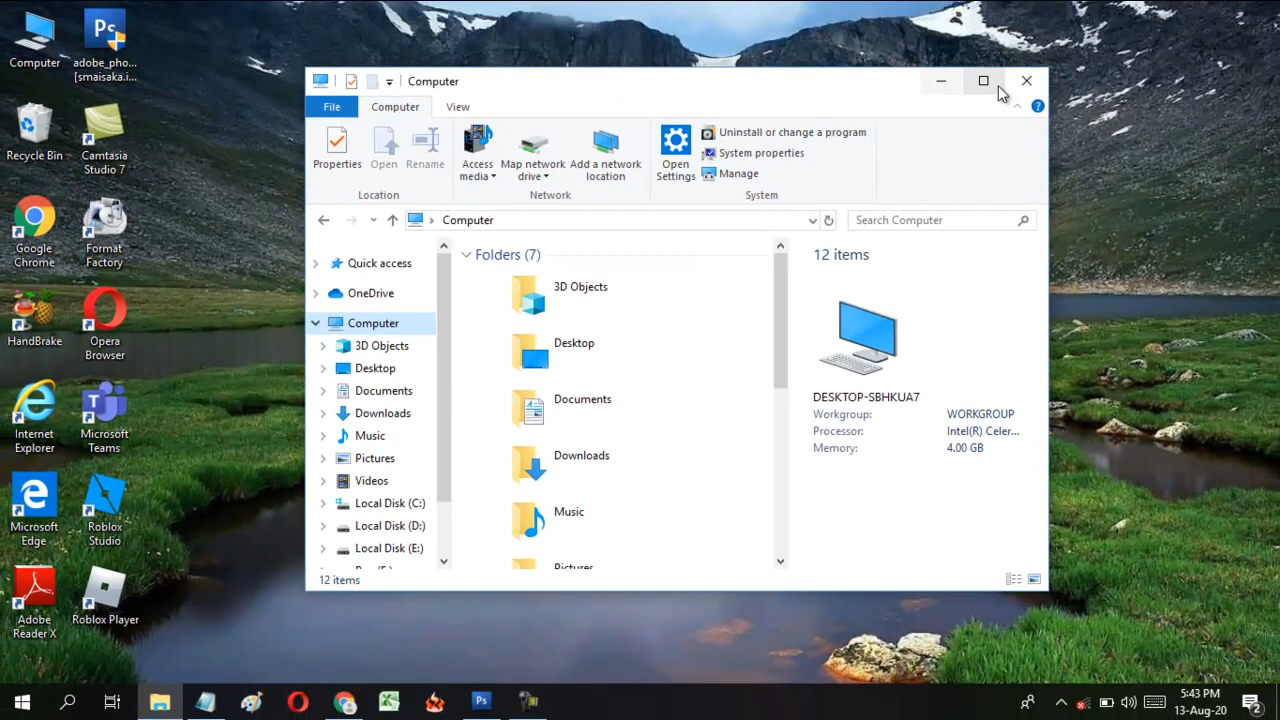 Computer
adobe_pho...
[smaisaka.i...
Recycle Bin
Camtasia
Studio 7
Google
Chrome
Format
Factory
HandBrake
Opera
Browser
Internet
Explorer
Microsoft
Teams
Microsoft
Edge
Roblox
Studio
Adobe
Reader X
Roblox Player
Computer
File
Computer
View
Properties
Open
Rename
Location
Access
media
Map network
drive
Add a network
location
Network
Open
Settings
Uninstall or change a program
System properties
Manage
System
Computer
Search Computer
Quick access
OneDrive
Computer
3D Objects
Desktop
Documents
Downloads
Music
Pictures
Videos
Local Disk (C:)
Local Disk (D:)
Local Disk (E:)
Folders (7)
3D Objects
Desktop
Documents
Downloads
Music
Pictures
12 items
DESKTOP-SBHKUA7
Workgroup: WORKGROUP
Processor: Intel(R) Celer...
Memory: 4.00 GB
12 items
Ps
5:43 PM
13-Aug-20
2